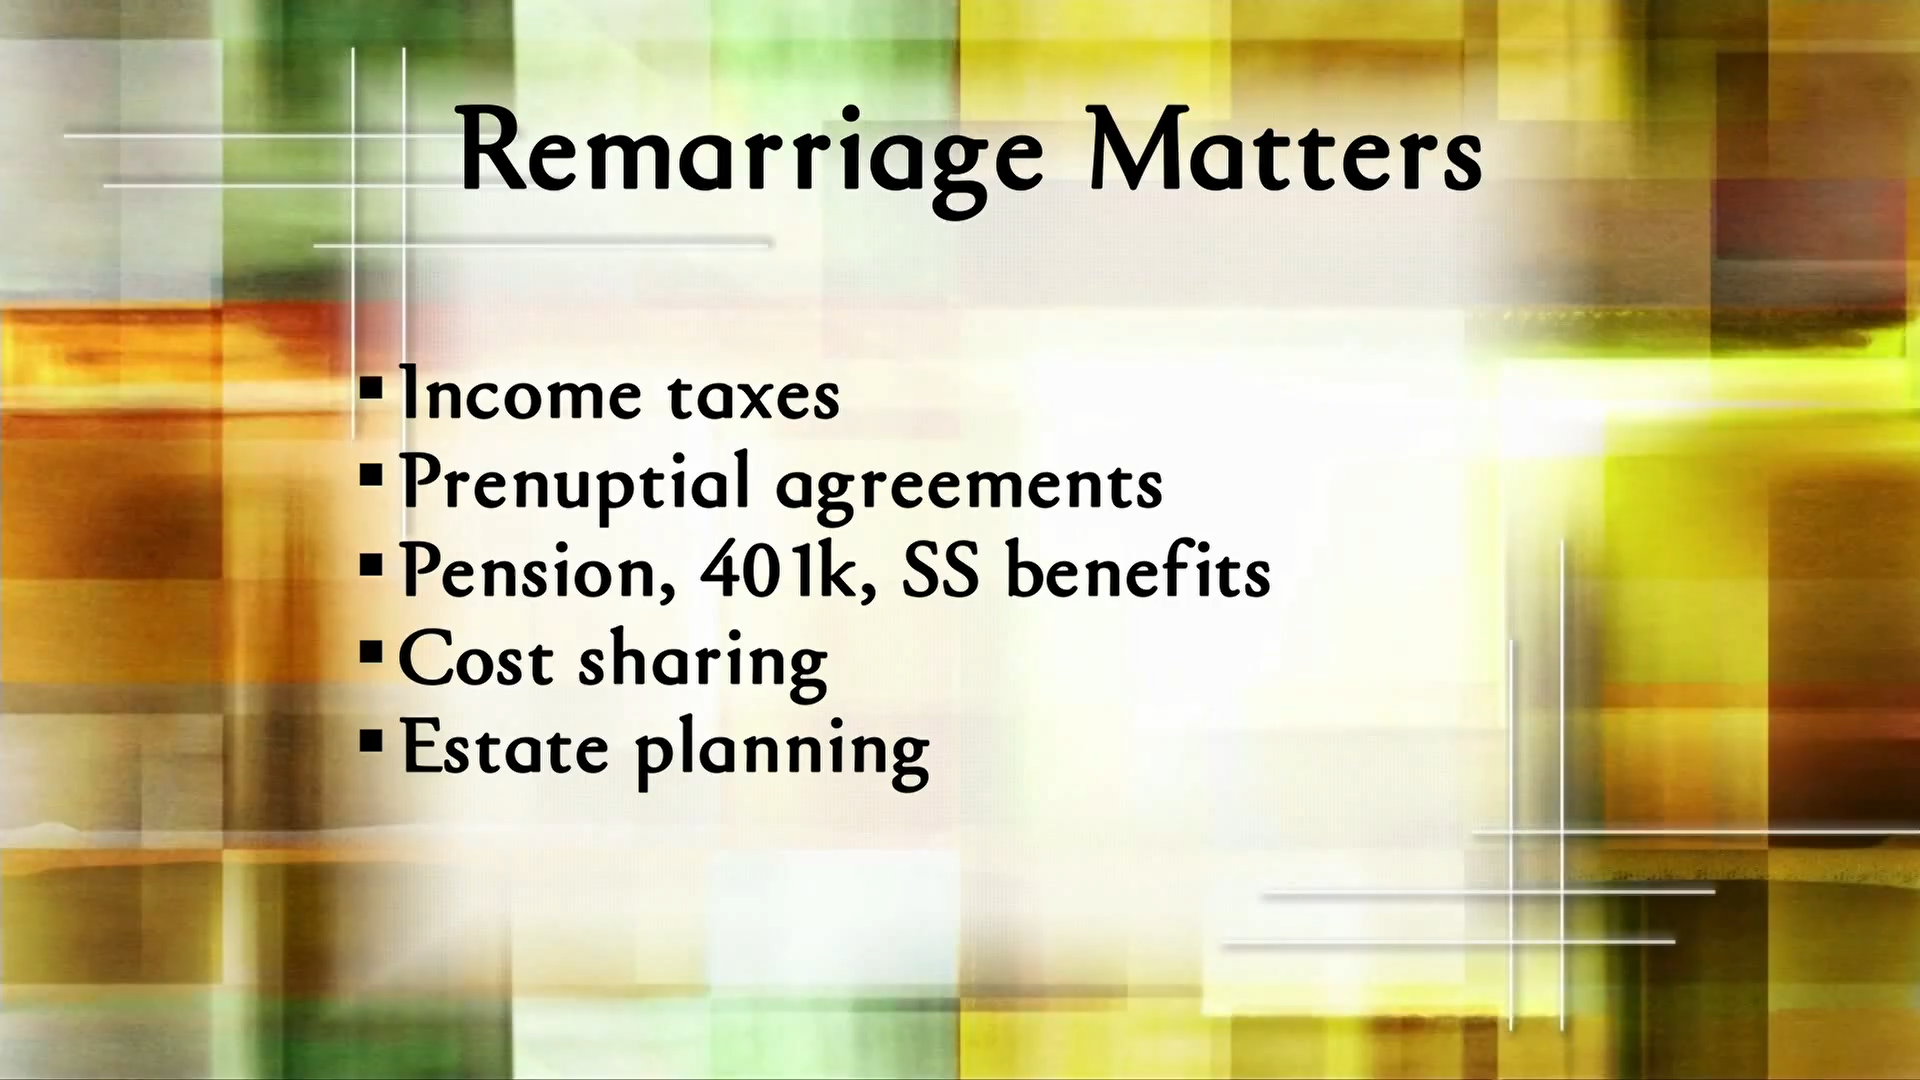 Remarriage Matters
▪ Income taxes
▪ Prenuptial agreements
▪ Pension, 401k, SS benefits
▪ Cost sharing
▪ Estate planning